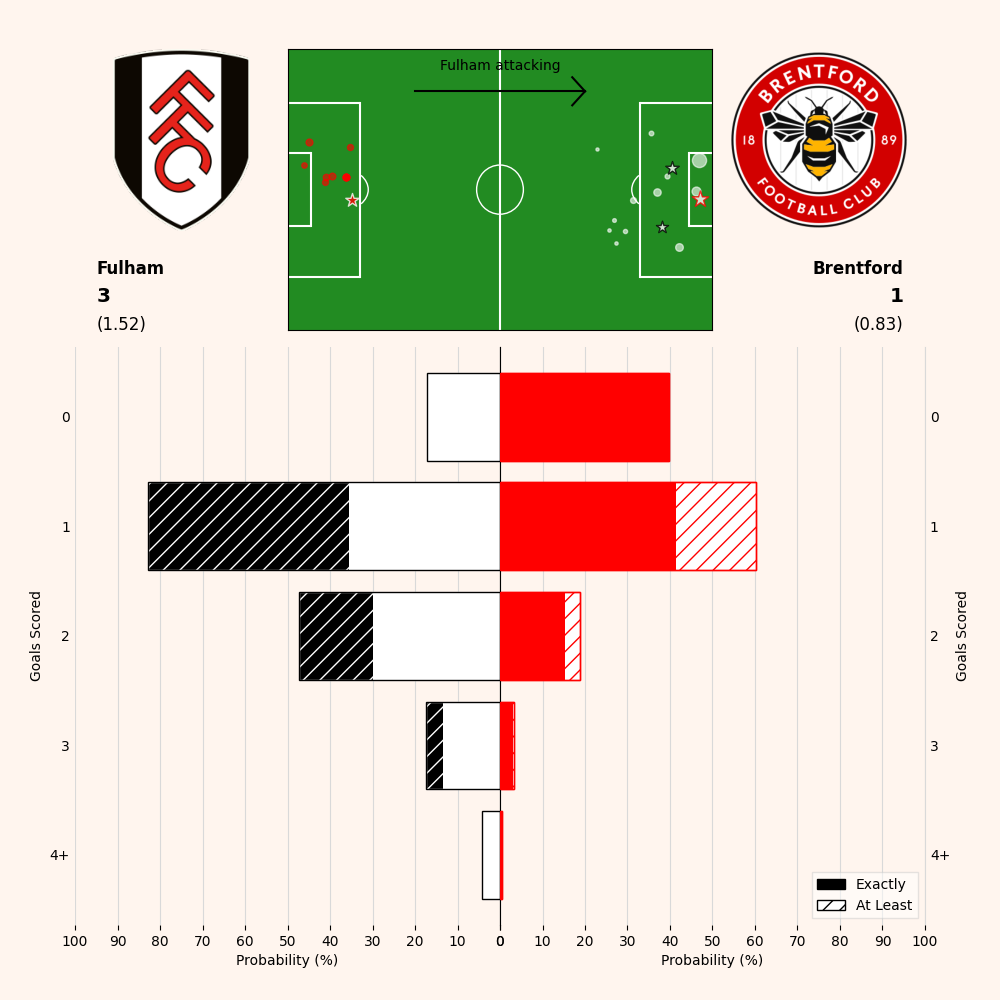 FFC
Fulham attacking
BRENTFORD
18 89
FOOTBALL CLUB
Fulham
3
(1.52)
Brentford
1
(0.83)
0
1
2
3
4+
Goals Scored
0
1
2
3
4+
Goals Scored
Exactly
At Least
100 90 80 70 60 50 40 30 20 10 0
Probability (%)
0 10 20 30 40 50 60 70 80 90 100
Probability (%)